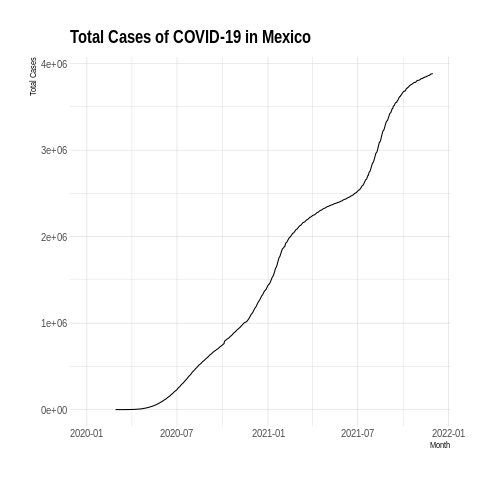 Total Cases of COVID-19 in Mexico
Total Cases
4e+06
3e+06
2e+06
1e+06
0e+00
2020-01 2020-07 2021-01 2021-07 2022-01
Month